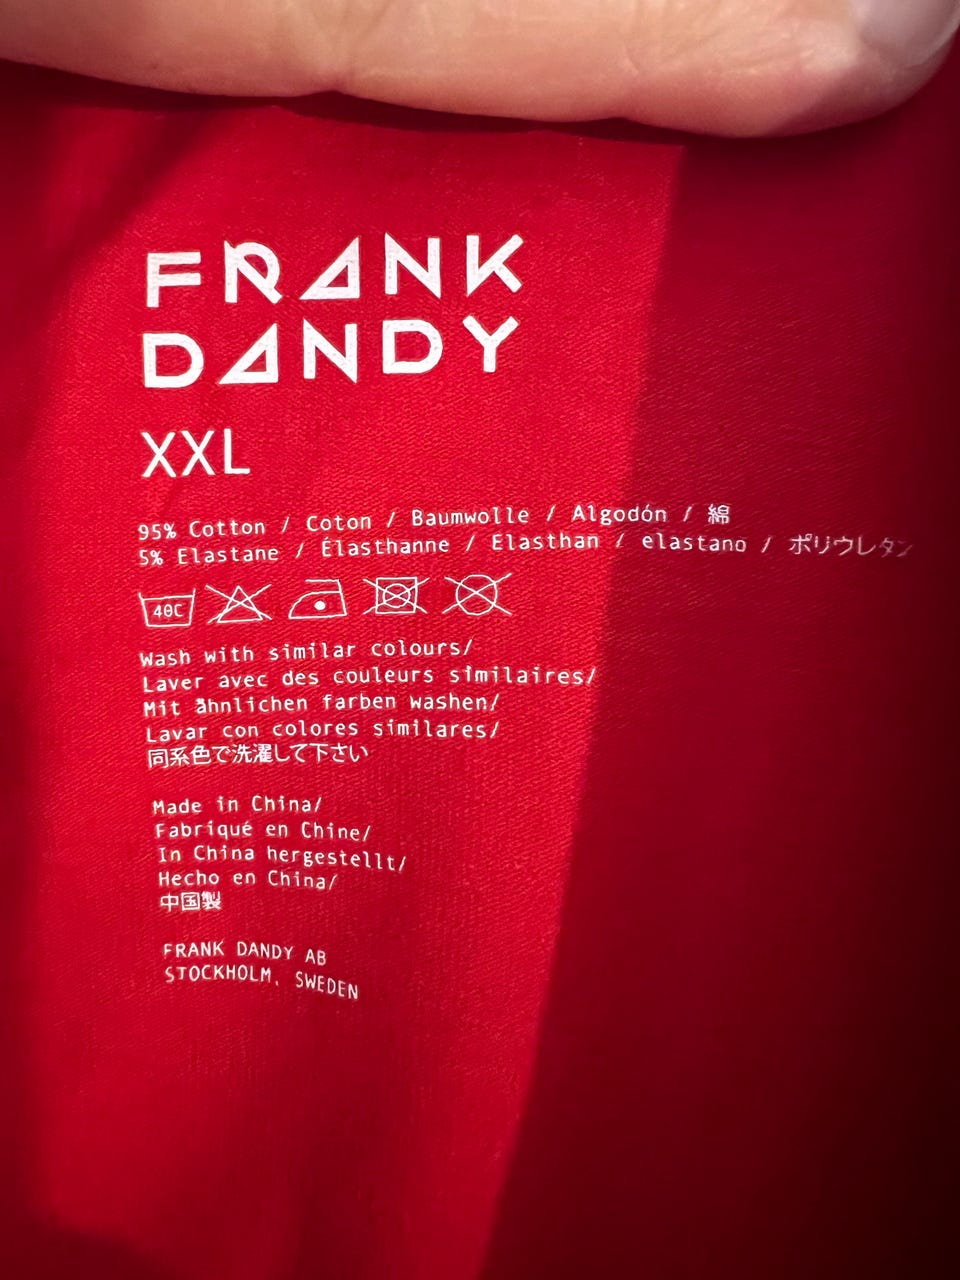 FRANK
DANDY
XXL
95% Cotton / Coton / Baumwolle / Algodón / 綿
5% Elastane / Élasthanne / Elasthan / elastano / ポリウレタン
40C
Wash with similar colours/
Laver avec des couleurs similaires/
Mit ähnlichen farben washen/
Lavar con colores similares/
同系色で洗濯して下さい
Made in China/
Fabriqué en Chine/
In China hergestellt/
Hecho en China/
中国製
FRANK DANDY AB
STOCKHOLM, SWEDEN